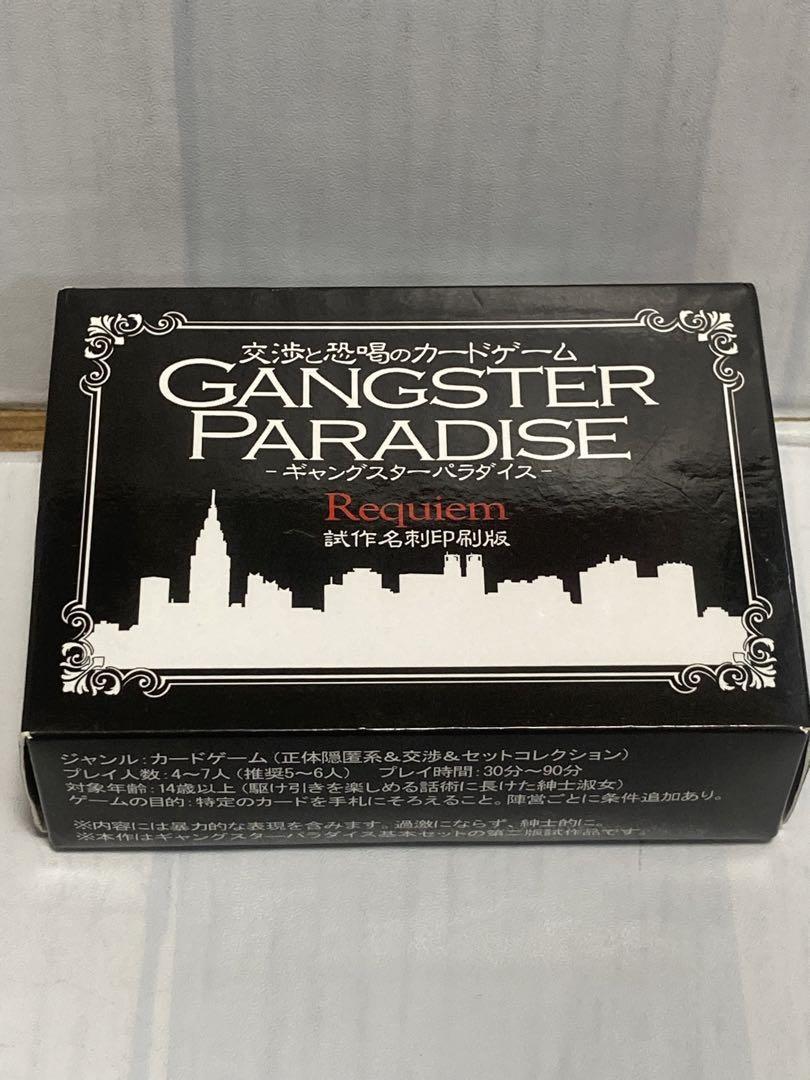 交渉と恐喝のカードゲーム
GANGSTER
PARADISE
-ギャングスターパラダイス-
Requiem
試作名刺印刷版
ジャンル:カードゲーム(正体隠匿系&交渉&セットコレクション)
プレイ人数:4~7人(推奨5~6人) プレイ時間:30分~90分
対象年齢:14歳以上(駆け引きを楽しめる話術に長けた紳士淑女)
ゲームの目的:特定のカードを手札にそろえること。陣営ごとに条件追加あり。
※内容には暴力的な表現を含みます。過激にならず、紳士的に。
※本作はギャングスターパラダイス基本セットの第二版試作品です。